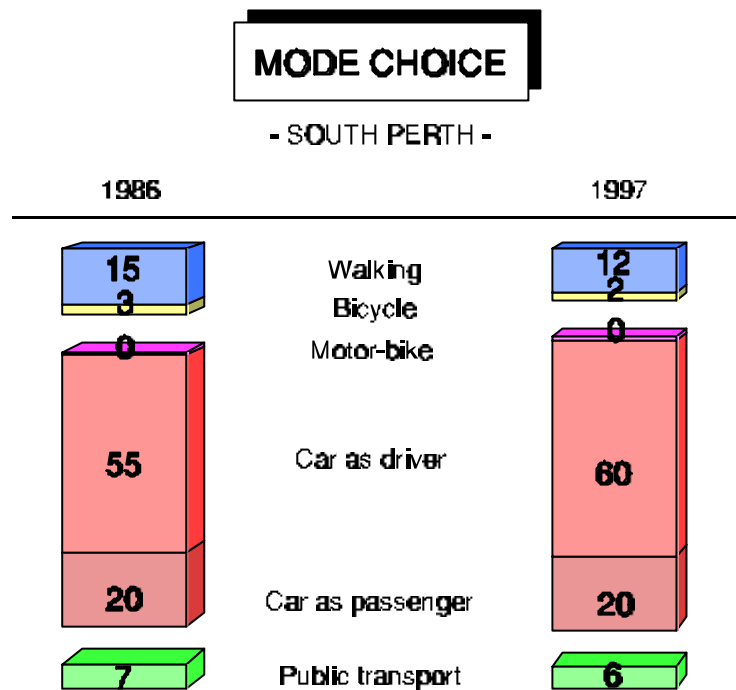 MODE CHOICE
- SOUTH PERTH -
1986 1997
15 Walking 12
3 Bicycle 2
0 Motor-bike 0
55 Car as driver 60
20 Car as passenger 20
7 Public transport 6